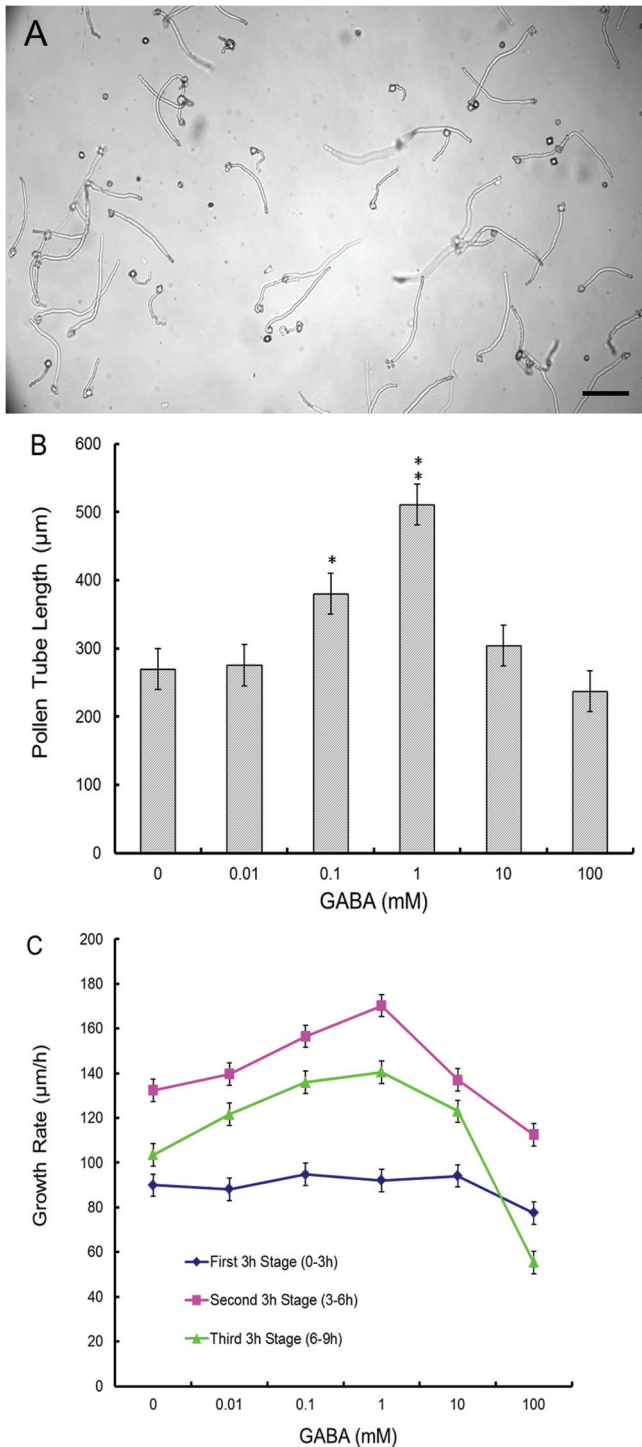 A
B
Pollen Tube Length (μm)
600
500
400
300
200
100
0
*
*
*
0 0.01 0.1 1 10 100
GABA (mM)
C
Growth Rate (μm/h)
200
180
160
140
120
100
80
60
40
20
0
First 3h Stage (0-3h)
Second 3h Stage (3-6h)
Third 3h Stage (6-9h)
0 0.01 0.1 1 10 100
GABA (mM)